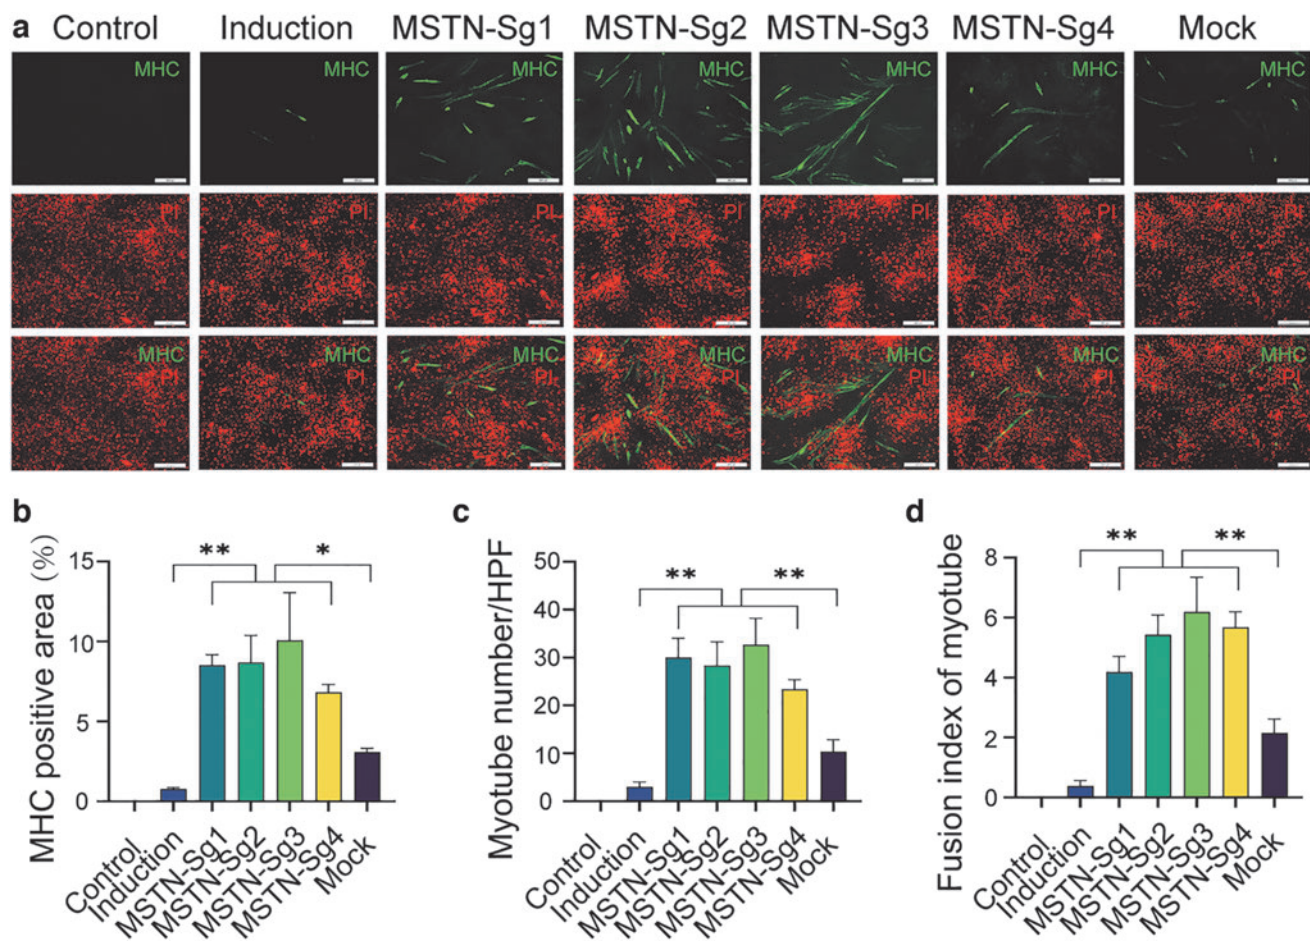 a Control Induction MSTN-Sg1 MSTN-Sg2 MSTN-Sg3 MSTN-Sg4 Mock
MHC MHC MHC MHC MHC MHC MHC
PI PI PI PI PI PI PI
MHC MHC MHC MHC MHC MHC MHC
PI PI PI PI PI PI PI
b
MHC positive area (%)
15
10
5
0
** *
Control
Induction
MSTN-Sg1
MSTN-Sg2
MSTN-Sg3
MSTN-Sg4
Mock
c
Myotube number/HPF
50
40
30
20
10
0
** **
Control
Induction
MSTN-Sg1
MSTN-Sg2
MSTN-Sg3
MSTN-Sg4
Mock
d
Fusion index of myotube
8
6
4
2
0
** **
Control
Induction
MSTN-Sg1
MSTN-Sg2
MSTN-Sg3
MSTN-Sg4
Mock